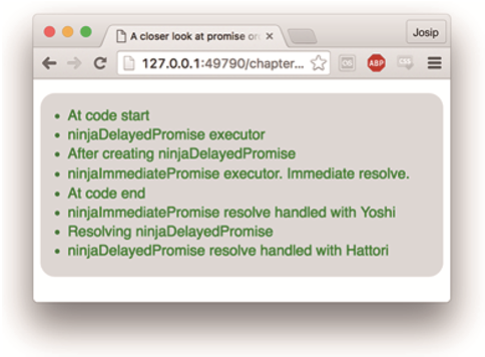 A closer look at promise or
Josip
127.0.0.1:49790/chapter...
ABP
CSS
At code start
ninjaDelayedPromise executor
After creating ninjaDelayedPromise
ninjaImmediatePromise executor. Immediate resolve.
At code end
ninjaImmediatePromise resolve handled with Yoshi
Resolving ninjaDelayedPromise
ninjaDelayedPromise resolve handled with Hattori